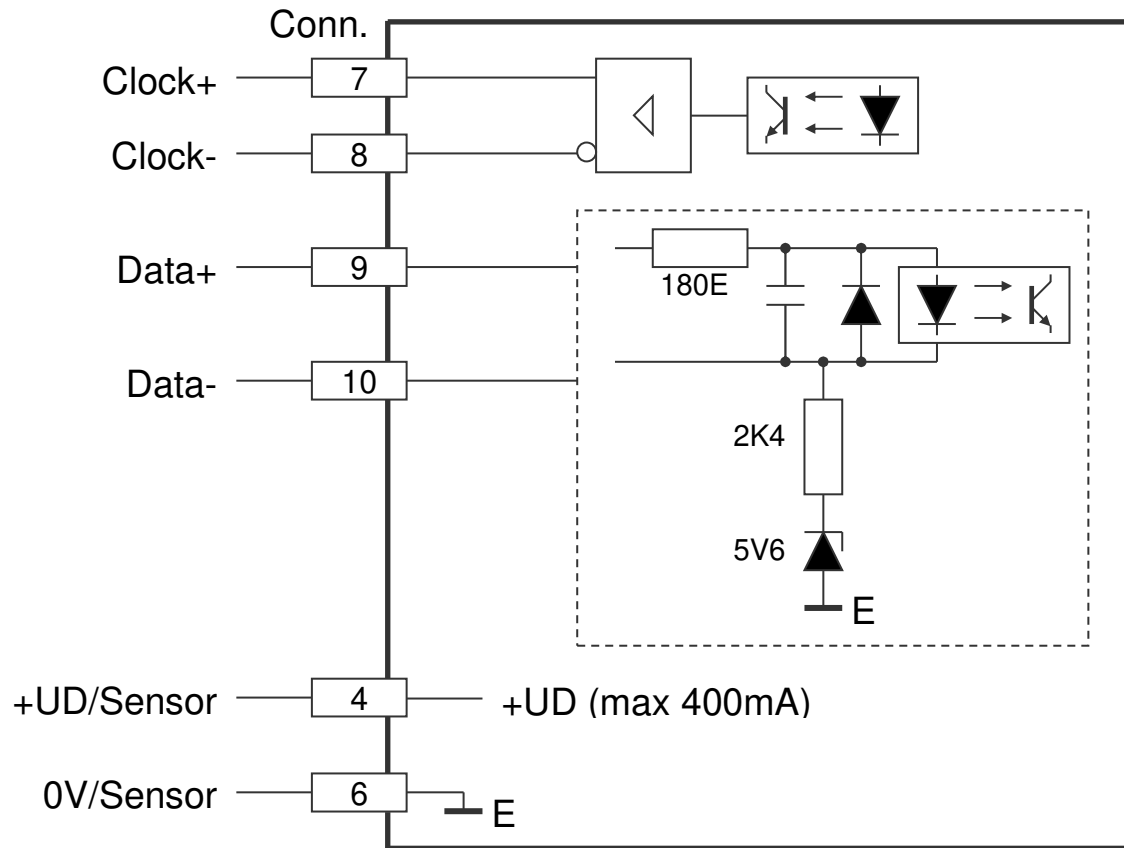 Conn.
Clock+ 7
Clock- 8
Data+ 9
180E
Data- 10
2K4
5V6
E
+UD/Sensor 4 +UD (max 400mA)
0V/Sensor 6 E